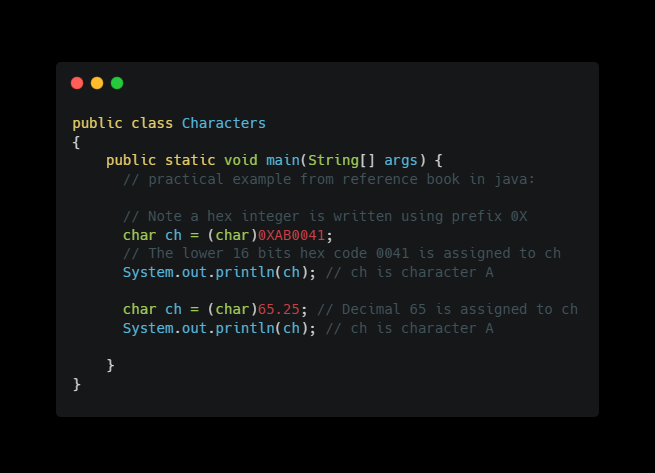 public class Characters
{
    public static void main(String[] args) {
      // practical example from reference book in java:

      // Note a hex integer is written using prefix 0X
      char ch = (char)0XAB0041;
      // The lower 16 bits hex code 0041 is assigned to ch
      System.out.println(ch); // ch is character A

      char ch = (char)65.25; // Decimal 65 is assigned to ch
      System.out.println(ch); // ch is character A

    }
}